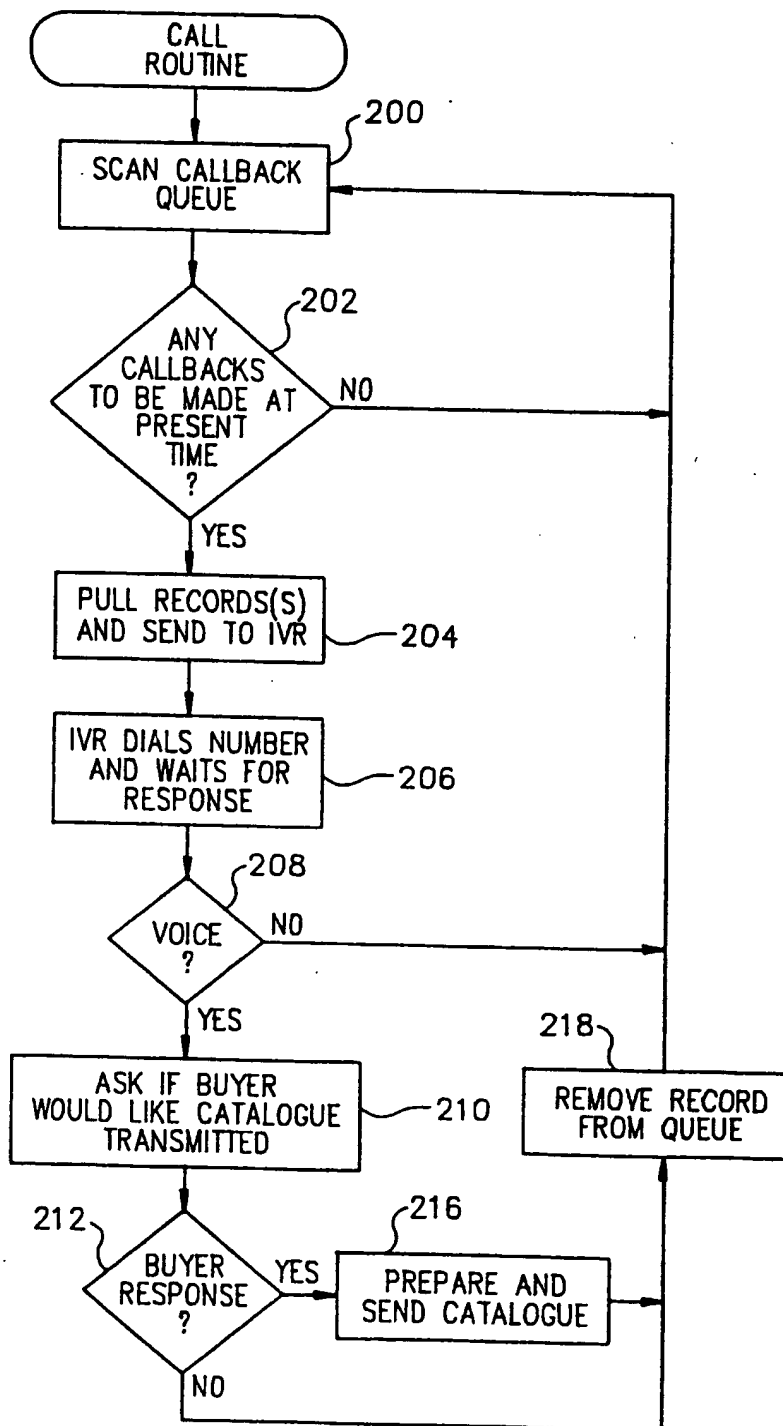 CALL
ROUTINE
200
SCAN CALLBACK
QUEUE
202
ANY
CALLBACKS
TO BE MADE AT
PRESENT
TIME
?
NO
YES
PULL RECORDS(S)
AND SEND TO IVR
204
IVR DIALS NUMBER
AND WAITS FOR
RESPONSE
206
208
VOICE
?
NO
YES
ASK IF BUYER
WOULD LIKE CATALOGUE
TRANSMITTED
210
218
REMOVE RECORD
FROM QUEUE
212
BUYER
RESPONSE
?
YES
216
PREPARE AND
SEND CATALOGUE
NO